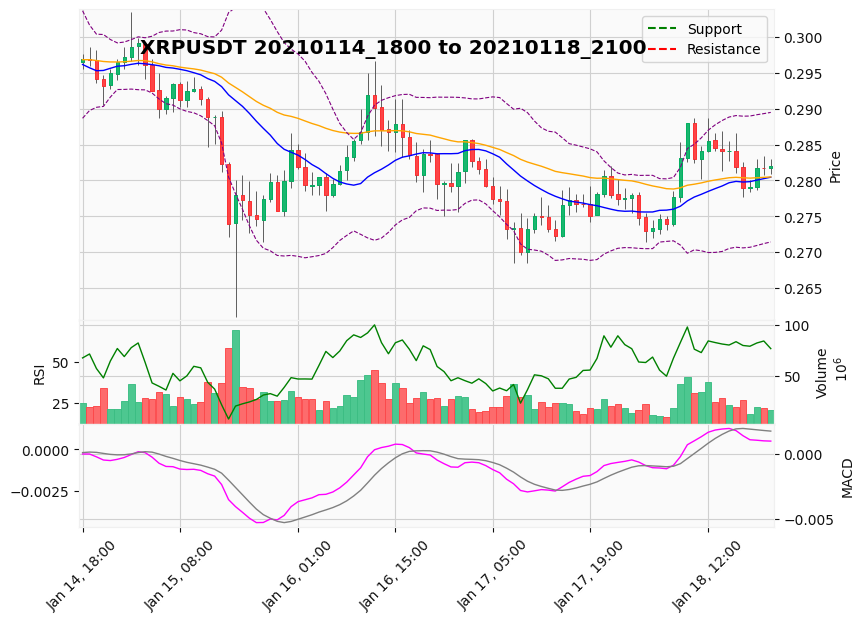 XRPUSDT 20210114_1800 to 20210118_2100
Support
Resistance
0.300
0.295
0.290
0.285
0.280
0.275
0.270
0.265
Price
RSI
50
25
100
50
Volume
10^6
0.0000
−0.0025
0.000
−0.005
MACD
Jan 14, 18:00
Jan 15, 08:00
Jan 16, 01:00
Jan 16, 15:00
Jan 17, 05:00
Jan 17, 19:00
Jan 18, 12:00